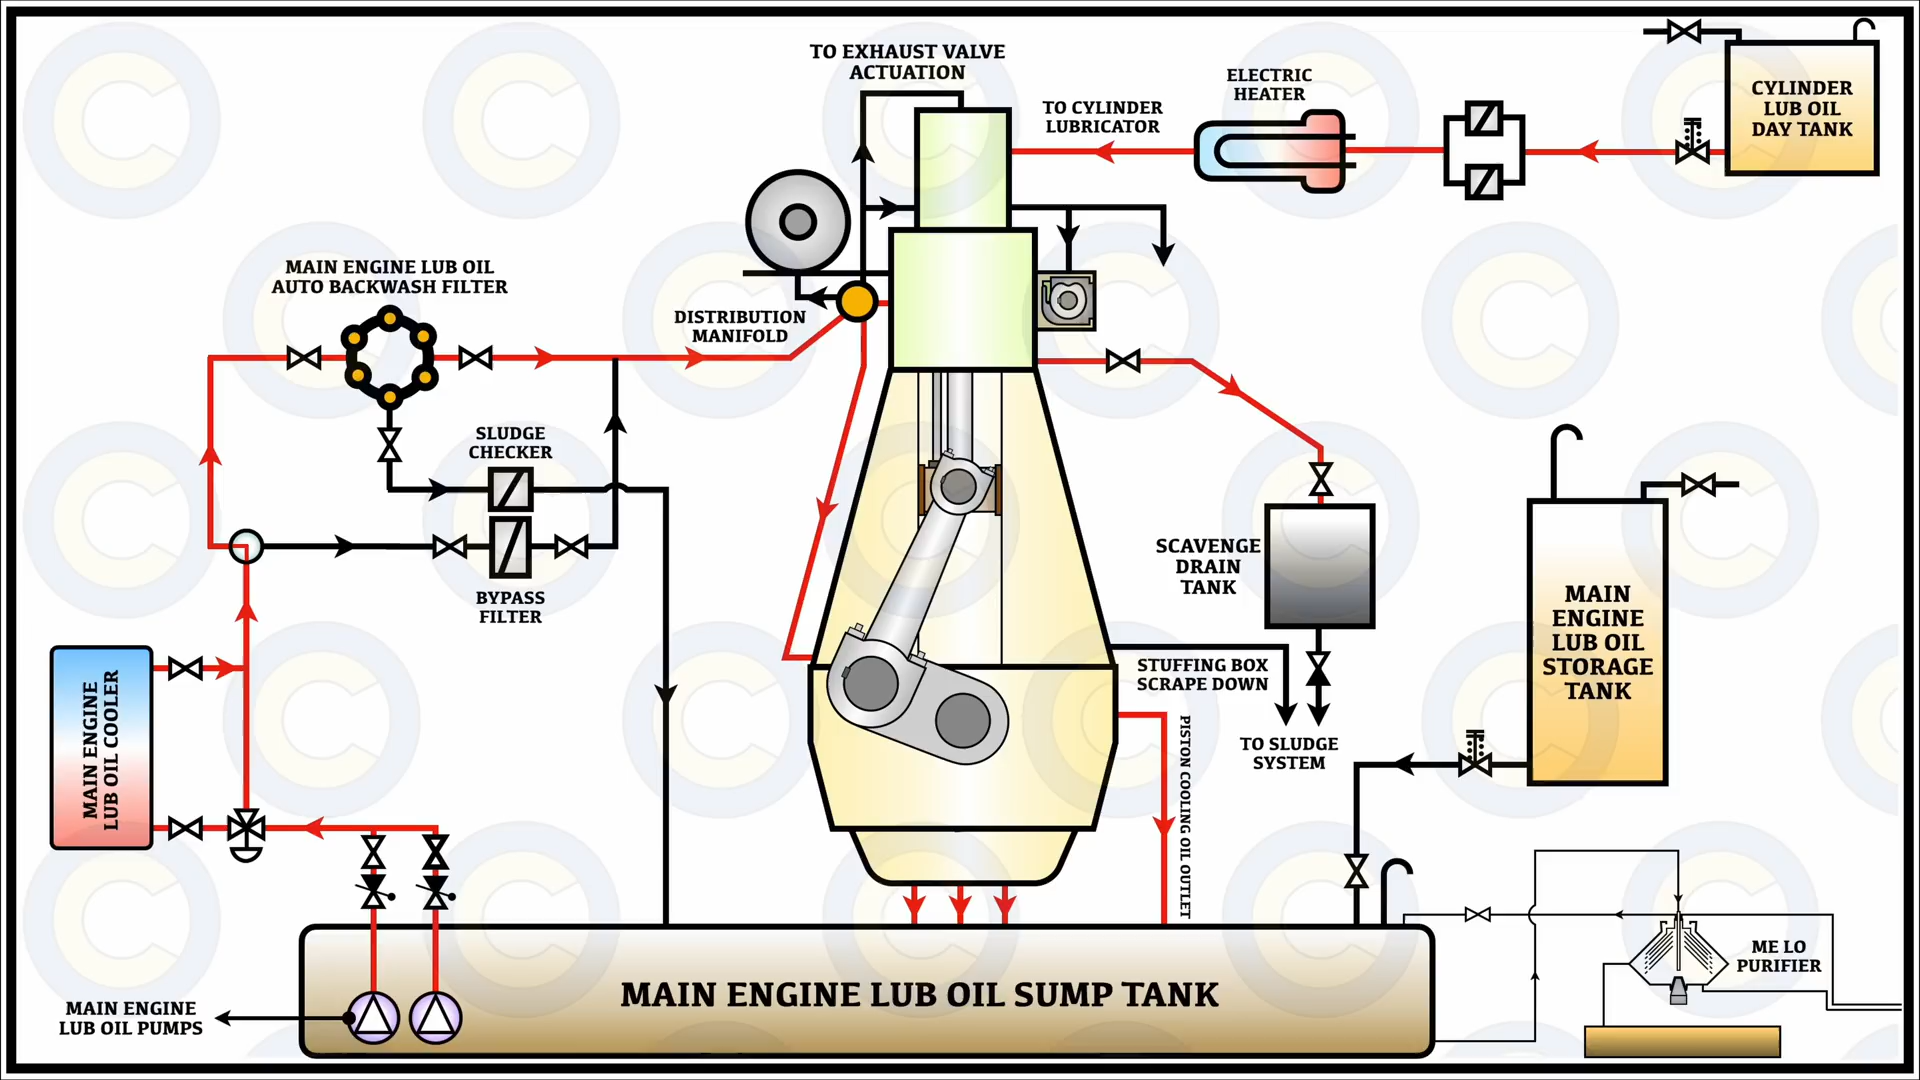 TO EXHAUST VALVE
ACTUATION
ELECTRIC
HEATER
TO CYLINDER
LUBRICATOR
CYLINDER
LUB OIL
DAY TANK
MAIN ENGINE LUB OIL
AUTO BACKWASH FILTER
DISTRIBUTION
MANIFOLD
SLUDGE
CHECKER
BYPASS
FILTER
SCAVENGE
DRAIN
TANK
MAIN
ENGINE
LUB OIL
STORAGE
TANK
STUFFING BOX
SCRAPE DOWN
TO SLUDGE
SYSTEM
PISTON COOLING OIL OUTLET
MAIN ENGINE
LUB OIL COOLER
ME LO
PURIFIER
MAIN ENGINE LUB OIL SUMP TANK
MAIN ENGINE
LUB OIL PUMPS